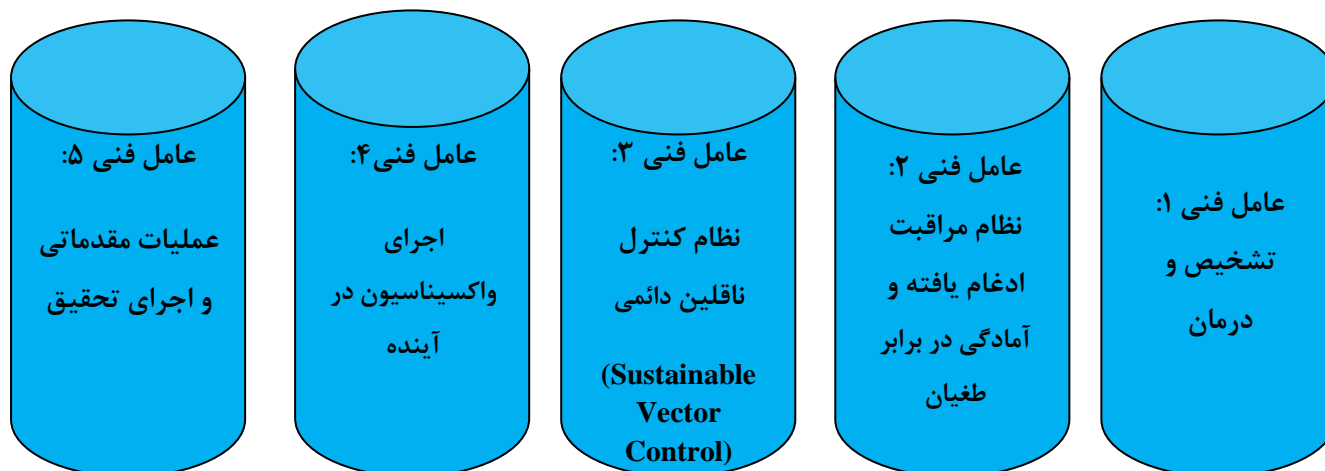 عامل فنی ۱:
تشخیص و
درمان
عامل فنی ۲:
نظام مراقبت
ادغام یافته و
آمادگی در برابر
طغیان
عامل فنی ۳:
نظام کنترل
ناقلین دائمی
(Sustainable
Vector
Control)
عامل فنی ۴:
اجرای
واکسیناسیون در
آینده
عامل فنی ۵:
عملیات مقدماتی
و اجرای تحقیق